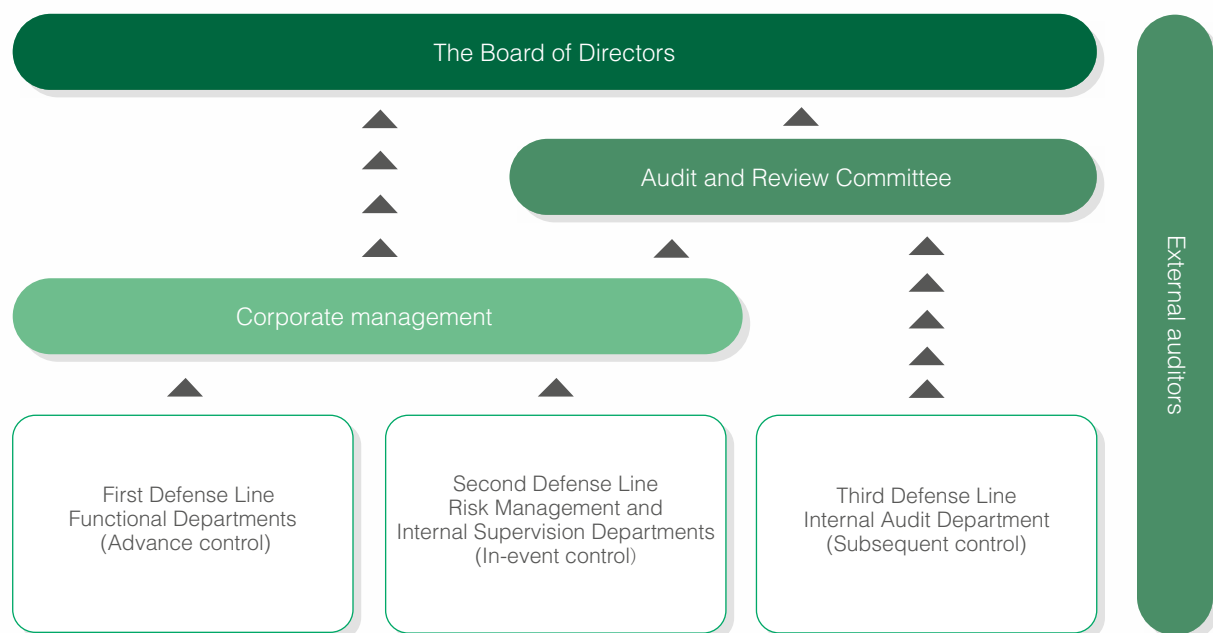 The Board of Directors
Audit and Review Committee
Corporate management
First Defense Line
Functional Departments
(Advance control)
Second Defense Line
Risk Management and
Internal Supervision Departments
(In-event control)
Third Defense Line
Internal Audit Department
(Subsequent control)
External auditors